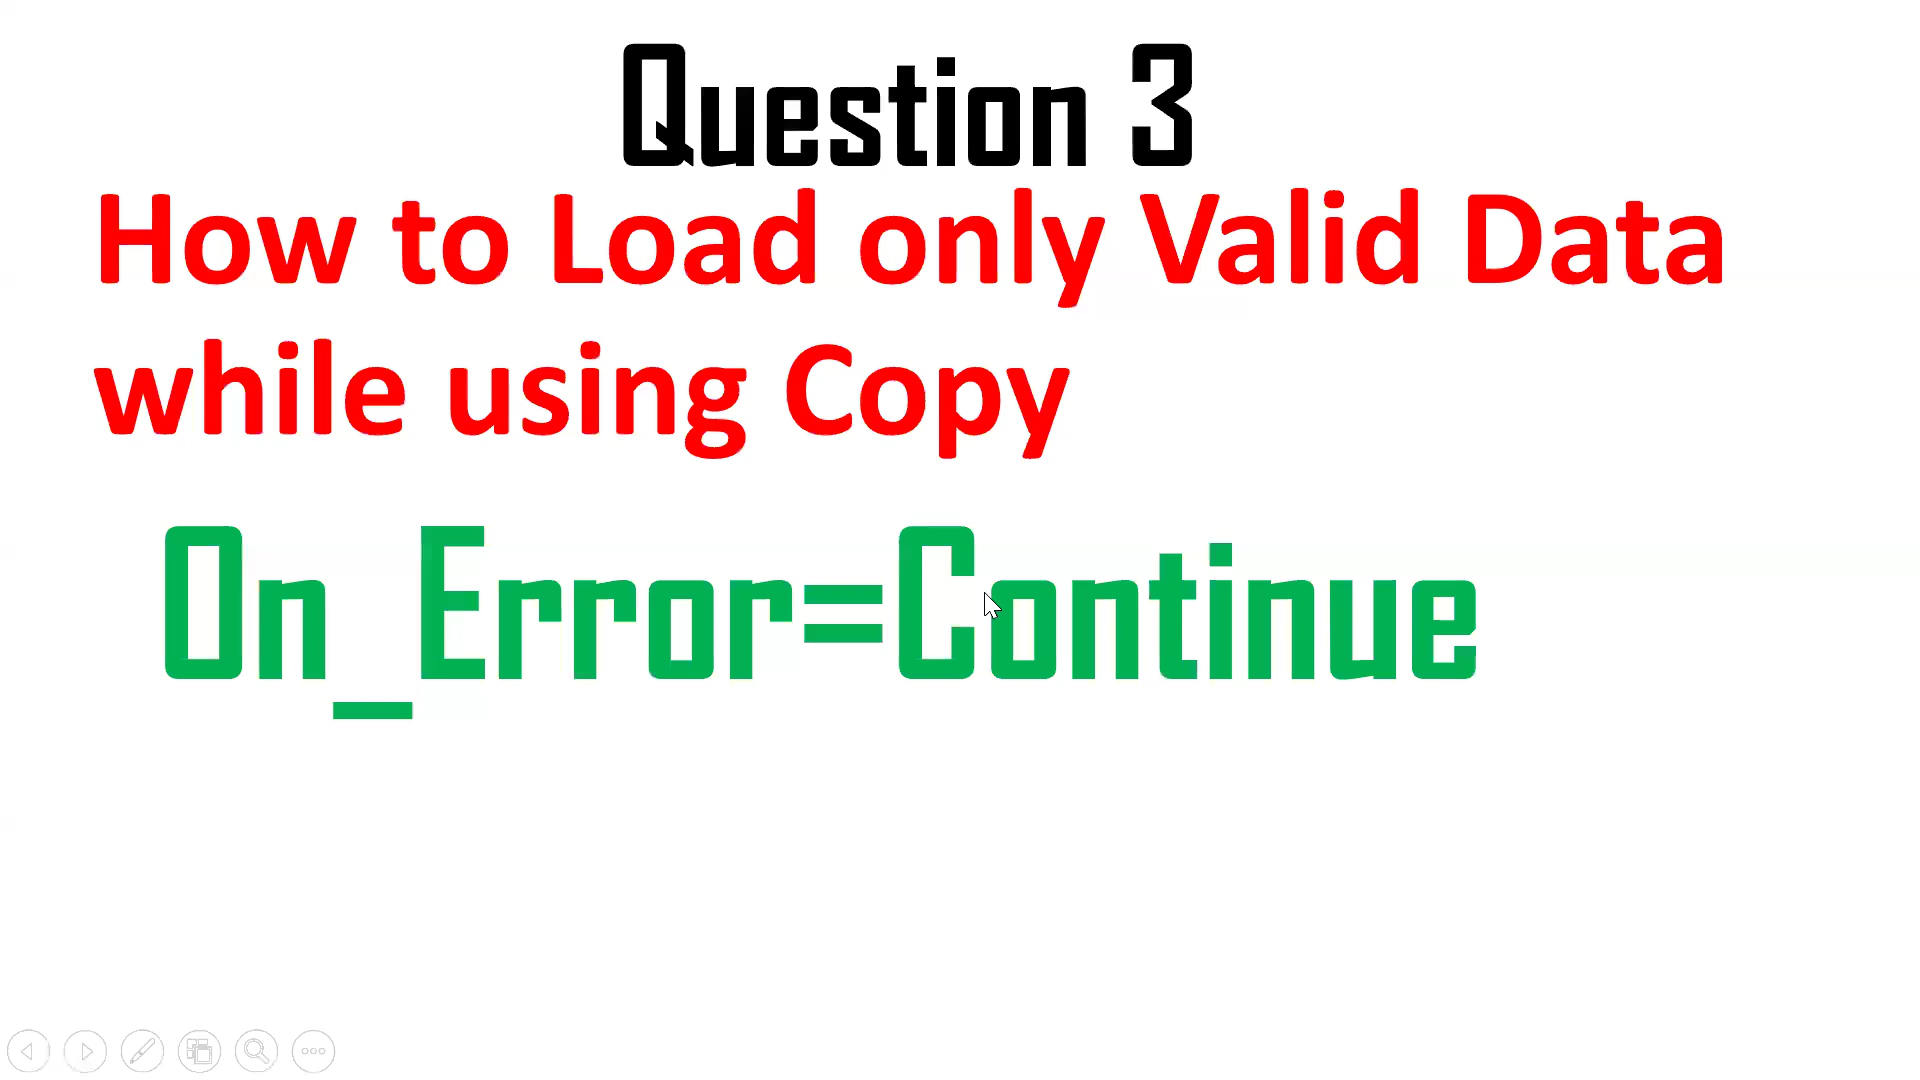 Question 3
How to Load only Valid Data
while using Copy
On_Error=Continue